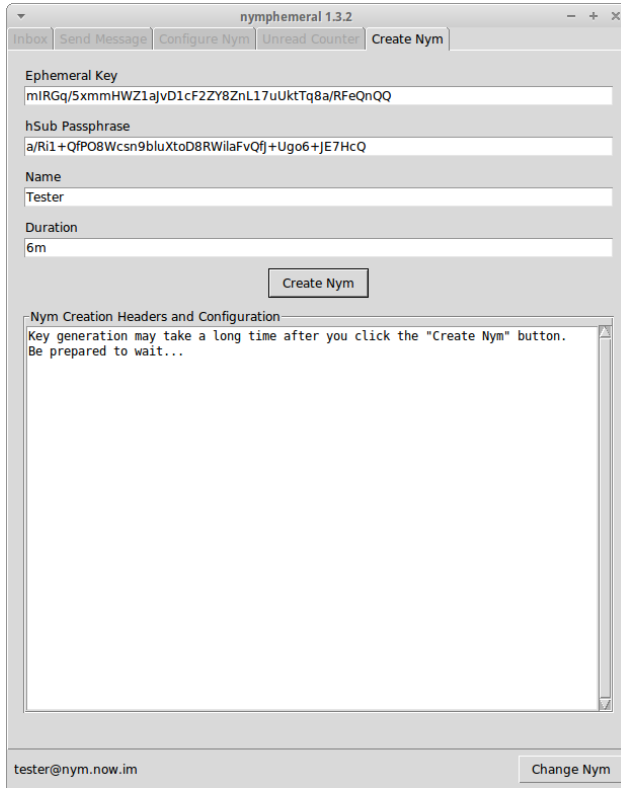 nymphemeral 1.3.2
Inbox Send Message Configure Nym Unread Counter Create Nym
Ephemeral Key
mIRGq/5xmmHWZ1aJvD1cF2ZY8ZnL17uUktTq8a/RFeQnQQ
hSub Passphrase
a/Ri1+QfPO8Wcsn9bluXtoD8RWilaFvQfJ+Ugo6+JE7HcQ
Name
Tester
Duration
6m
Create Nym
Nym Creation Headers and Configuration
Key generation may take a long time after you click the "Create Nym" button.
Be prepared to wait...
tester@nym.now.im
Change Nym